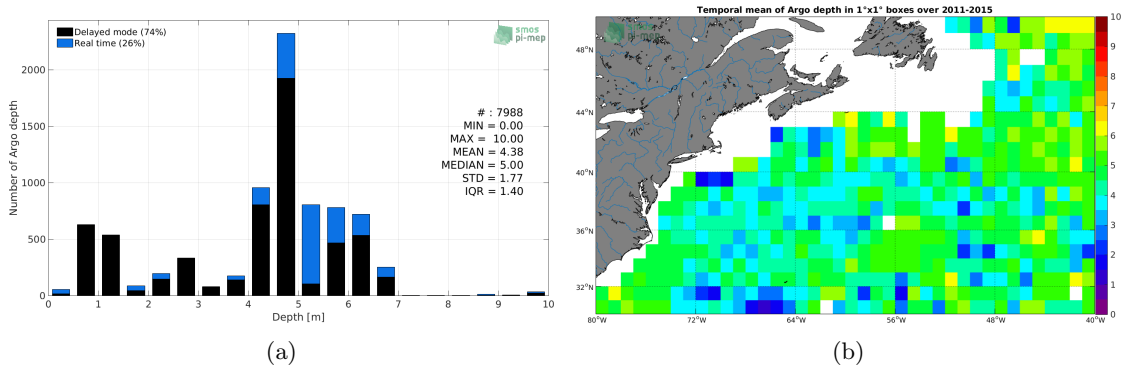 smos
pi-mep
Delayed mode (74%)
Real time (26%)
# : 7988
MIN = 0.00
MAX = 10.00
MEAN = 4.38
MEDIAN = 5.00
STD = 1.77
IQR = 1.40
Number of Argo depth
2000
1500
1000
500
0
0 1 2 3 4 5 6 7 8 9 10
Depth [m]
(a)
Temporal mean of Argo depth in 1°x1° boxes over 2011-2015
smos
pi-mep
48°N
44°N
40°N
36°N
32°N
80°W 72°W 64°W 56°W 48°W 40°W
10
9
8
7
6
5
4
3
2
1
0
(b)